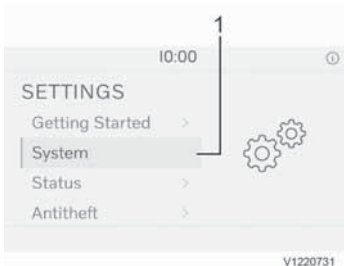 1
10:00
SETTINGS
Getting Started
System
Status
Antitheft
V1220731